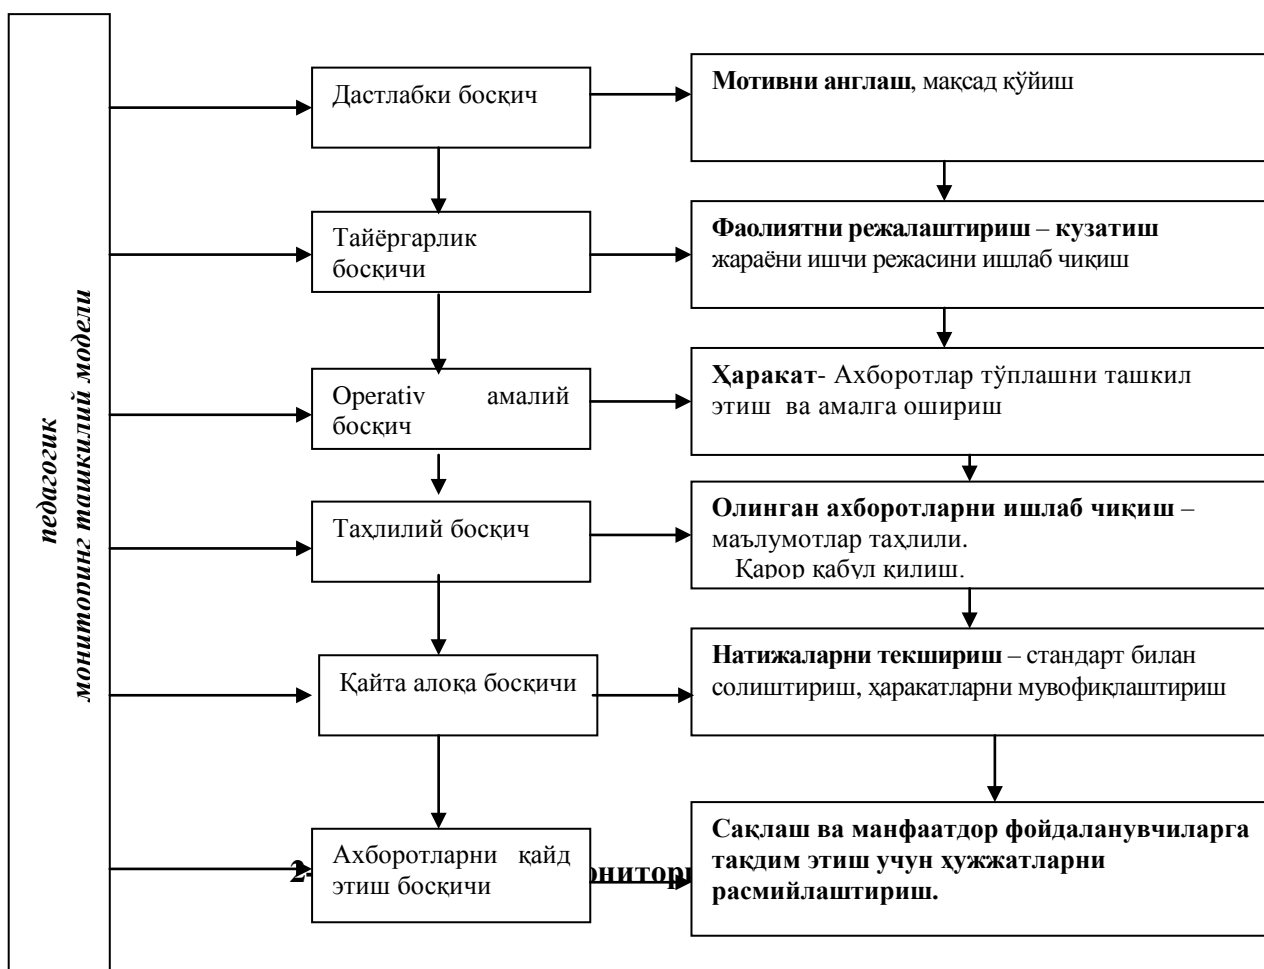 педагогик
мониторинг ташкилий модели
Дастлабки босқич
Мотивни англаш, мақсад қўйиш
Тайёргарлик
босқичи
Фаолиятни режалаштириш – кузатиш
жараёни ишчи режасини ишлаб чиқиш
Operativ амалий
босқич
Ҳаракат- Ахборотлар тўплашни ташкил
этиш ва амалга ошириш
Таҳлилий босқич
Олинган ахборотларни ишлаб чиқиш –
маълумотлар таҳлили.
Қарор қабул қилиш.
Қайта алоқа босқичи
Натижаларни текшириш – стандарт билан
солиштириш, ҳаракатларни мувофиқлаштириш
Ахборотларни қайд
этиш босқичи
Сақлаш ва манфаатдор фойдаланувчиларга
тақдим этиш учун ҳужжатларни
расмийлаштириш.